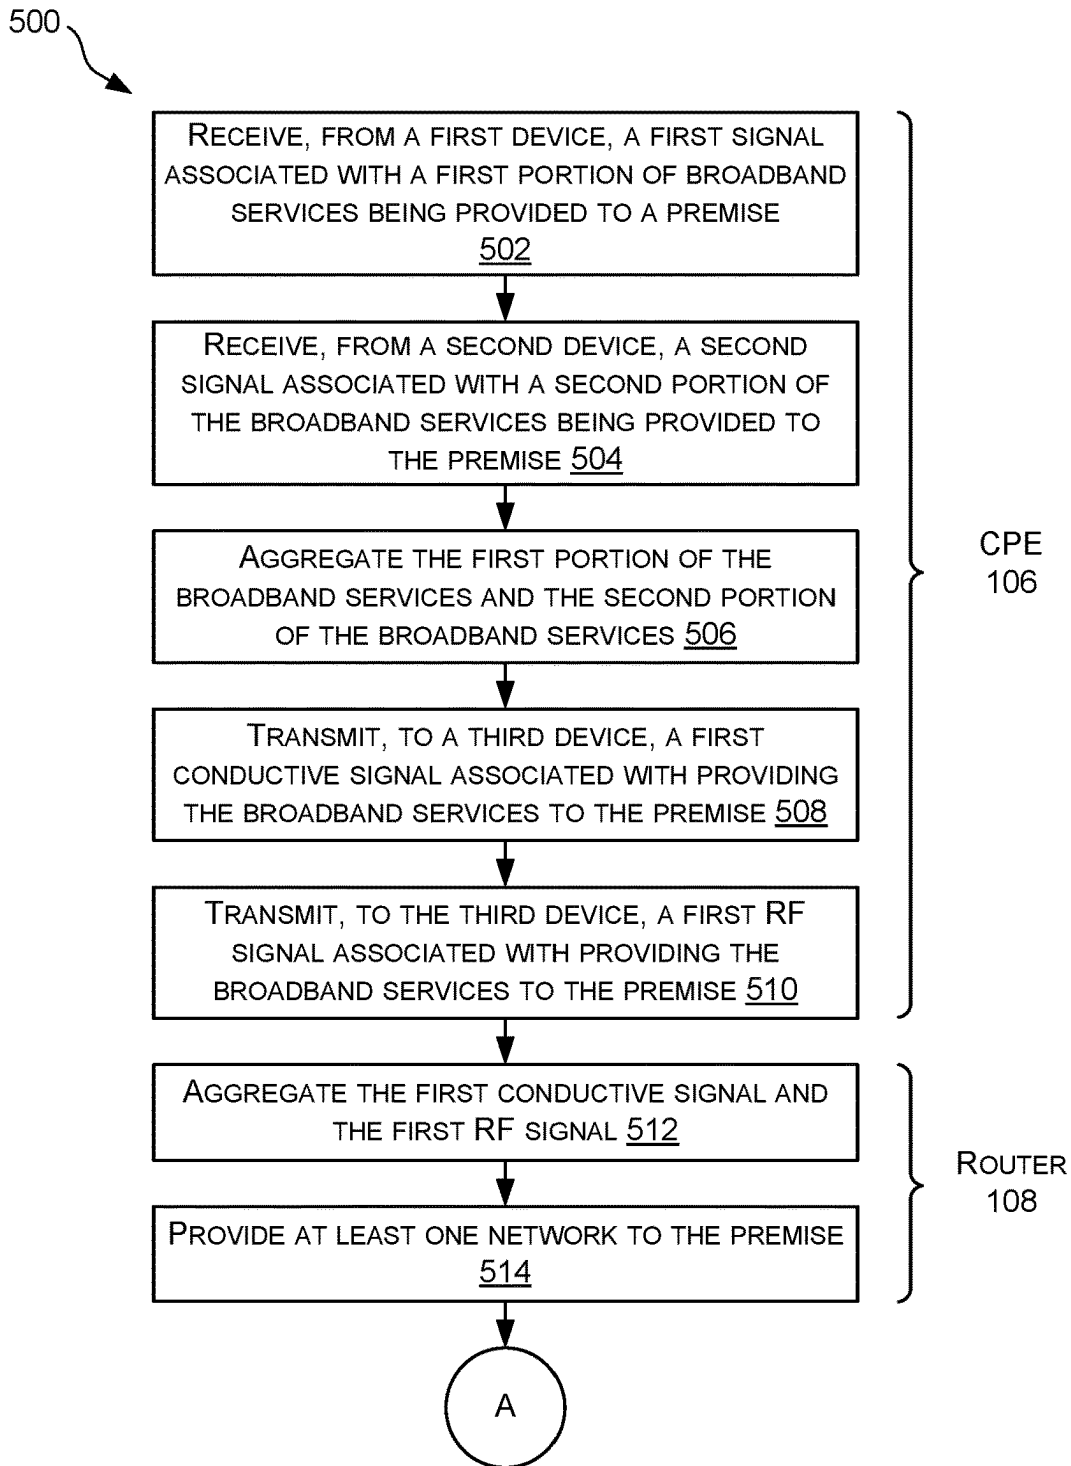 500
RECEIVE, FROM A FIRST DEVICE, A FIRST SIGNAL
ASSOCIATED WITH A FIRST PORTION OF BROADBAND
SERVICES BEING PROVIDED TO A PREMISE
502
RECEIVE, FROM A SECOND DEVICE, A SECOND
SIGNAL ASSOCIATED WITH A SECOND PORTION OF
THE BROADBAND SERVICES BEING PROVIDED TO
THE PREMISE 504
AGGREGATE THE FIRST PORTION OF THE
BROADBAND SERVICES AND THE SECOND PORTION
OF THE BROADBAND SERVICES 506
TRANSMIT, TO A THIRD DEVICE, A FIRST
CONDUCTIVE SIGNAL ASSOCIATED WITH PROVIDING
THE BROADBAND SERVICES TO THE PREMISE 508
TRANSMIT, TO THE THIRD DEVICE, A FIRST RF
SIGNAL ASSOCIATED WITH PROVIDING THE
BROADBAND SERVICES TO THE PREMISE 510
CPE
106
AGGREGATE THE FIRST CONDUCTIVE SIGNAL AND
THE FIRST RF SIGNAL 512
PROVIDE AT LEAST ONE NETWORK TO THE PREMISE
514
ROUTER
108
A